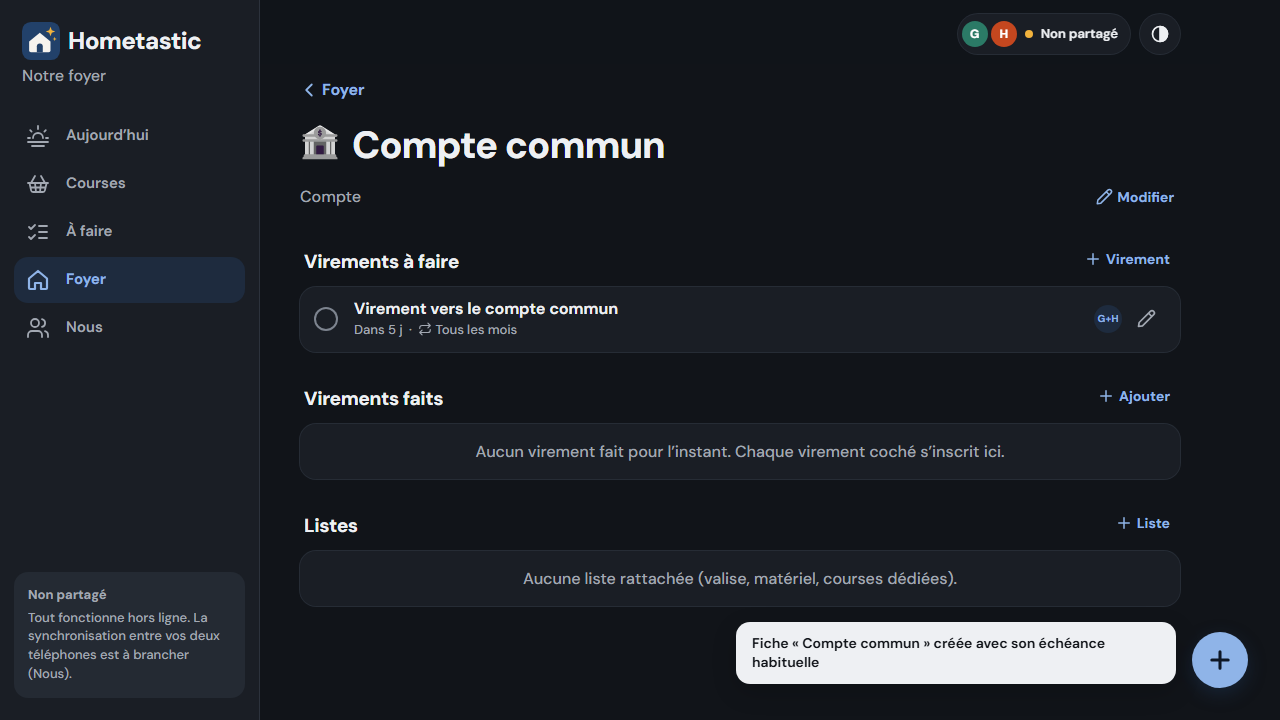 Hometastic
Notre foyer
Aujourd’hui
Courses
À faire
Foyer
Nous
Non partagé
Tout fonctionne hors ligne. La
synchronisation entre vos deux
téléphones est à brancher
(Nous).
G H Non partagé
Foyer
Compte commun
Compte
Modifier
Virements à faire
Virement
Virement vers le compte commun
Dans 5 j · Tous les mois
G+H
Virements faits
Ajouter
Aucun virement fait pour l’instant. Chaque virement coché s’inscrit ici.
Listes
Liste
Aucune liste rattachée (valise, matériel, courses dédiées).
Fiche « Compte commun » créée avec son échéance
habituelle